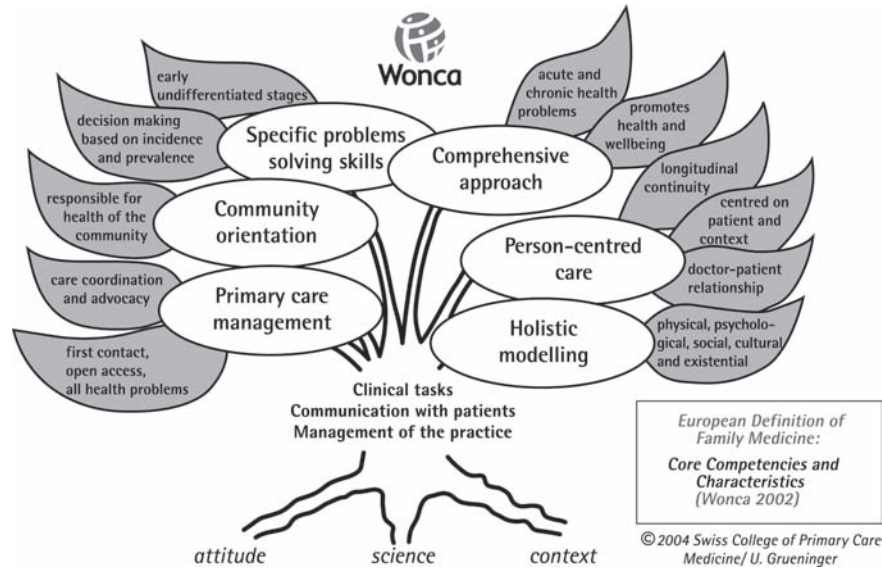 Wonca
early
undifferentiated stages
decision making
based on incidence
and prevalence
Specific problems
solving skills
responsible for
health of the
community
Community
orientation
care coordination
and advocacy
Primary care
management
first contact,
open access,
all health problems
acute and
chronic health
problems
promotes
health and
wellbeing
Comprehensive
approach
longitudinal
continuity
centred on
patient and
context
Person-centred
care
doctor-patient
relationship
Holistic
modelling
physical, psycholo-
gical, social, cultural
and existential
Clinical tasks
Communication with patients
Management of the practice
attitude
science
context
European Definition of
Family Medicine:
Core Competencies and
Characteristics
(Wonca 2002)
©2004 Swiss College of Primary Care
Medicine/ U. Grueninger